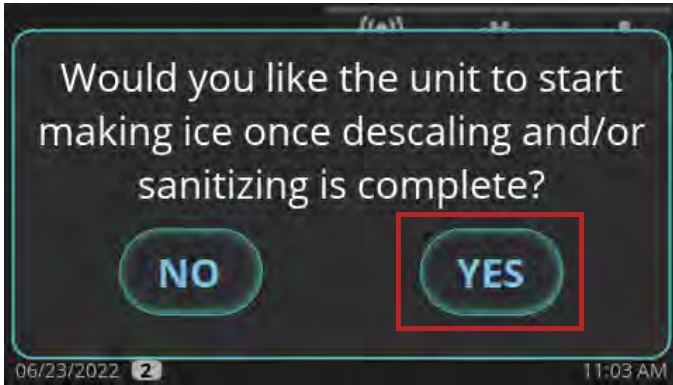 Would you like the unit to start
making ice once descaling and/or
sanitizing is complete?
NO YES
06/23/2022 2 11:03 AM